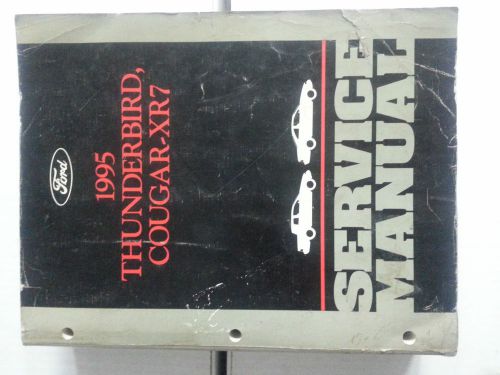 Ford
1995
THUNDERBIRD,
COUGAR-XR7
SERVICE
MANUAL